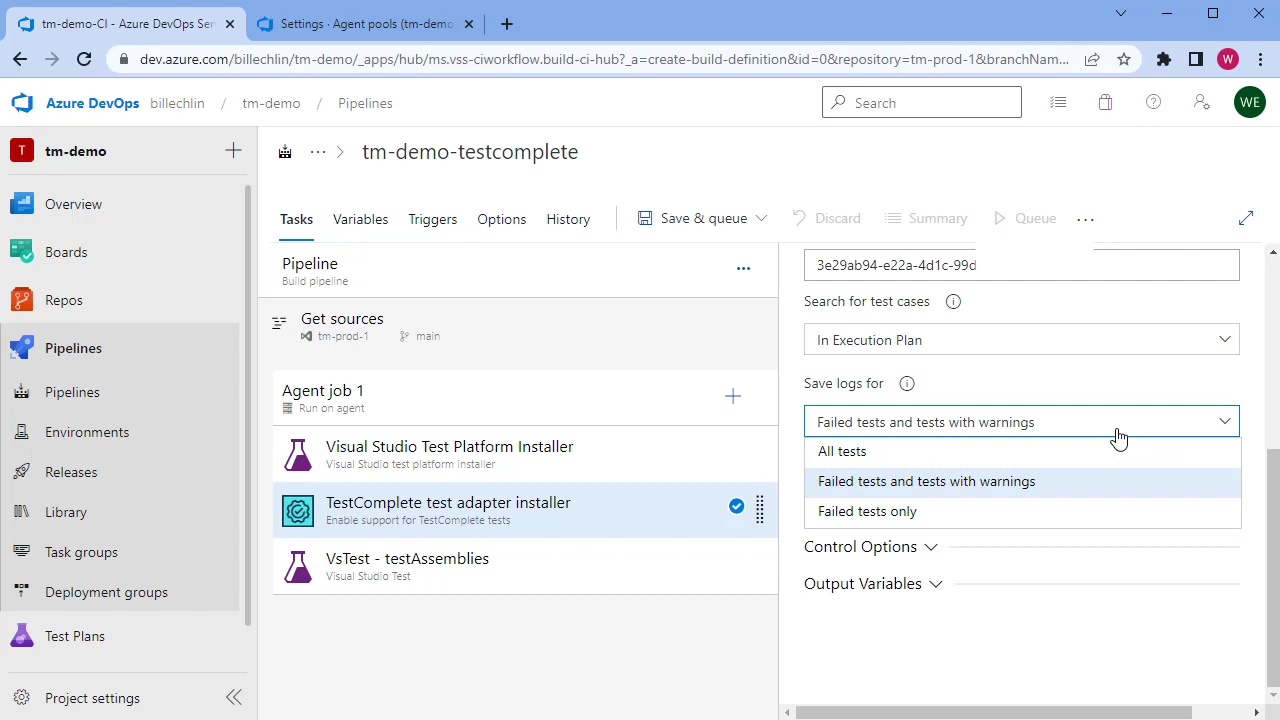 tm-demo-CI - Azure DevOps Ser
Settings · Agent pools (tm-demo
dev.azure.com/billechlin/tm-demo/_apps/hub/ms.vss-ciworkflow.build-ci-hub?_a=create-build-definition&id=0&repository=tm-prod-1&branchNam...
W
Azure DevOps
billechlin / tm-demo / Pipelines
Search
WE
T
tm-demo
Overview
Boards
Repos
Pipelines
Pipelines
Environments
Releases
Library
Task groups
Deployment groups
Test Plans
Project settings
··· > tm-demo-testcomplete
Tasks
Variables
Triggers
Options
History
Save & queue
Discard
Summary
Queue
...
Pipeline
Build pipeline
Get sources
tm-prod-1
main
Agent job 1
Run on agent
Visual Studio Test Platform Installer
Visual Studio test platform installer
TestComplete test adapter installer
Enable support for TestComplete tests
VsTest - testAssemblies
Visual Studio Test
3e29ab94-e22a-4d1c-99d
Search for test cases
In Execution Plan
Save logs for
Failed tests and tests with warnings
All tests
Failed tests and tests with warnings
Failed tests only
Control Options
Output Variables